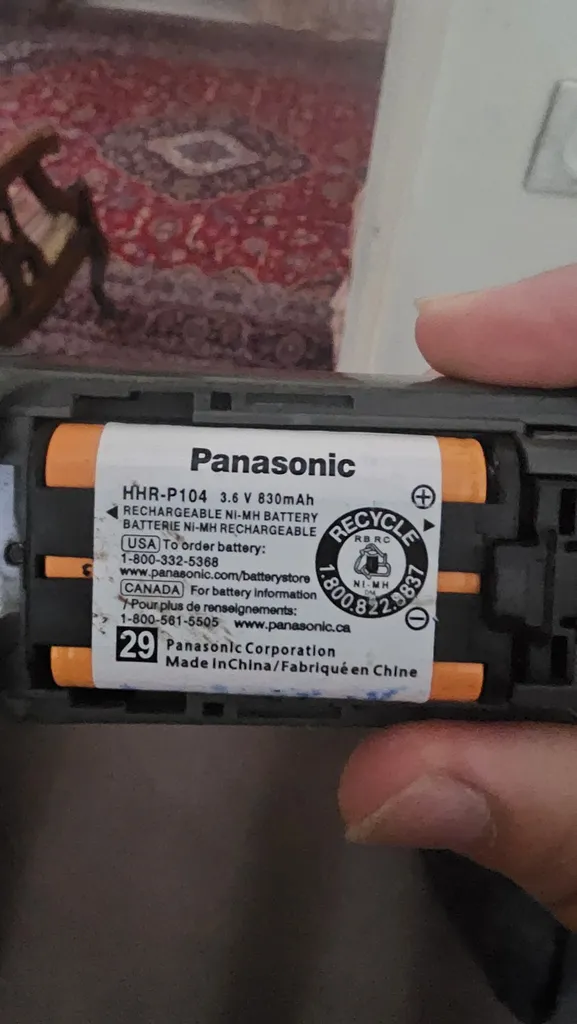 Panasonic
HHR-P104 3.6 V 830mAh
RECHARGEABLE NI-MH BATTERY
BATTERIE NI-MH RECHARGEABLE
USA To order battery:
1-800-332-5368
www.panasonic.com/batterystore
CANADA For battery information
/ Pour plus de renseignements:
1-800-561-5505 www.panasonic.ca
29 Panasonic Corporation
Made in China/Fabriqué en Chine
+
RECYCLE
RBRC
NI-MH
1.800.822.8837
−